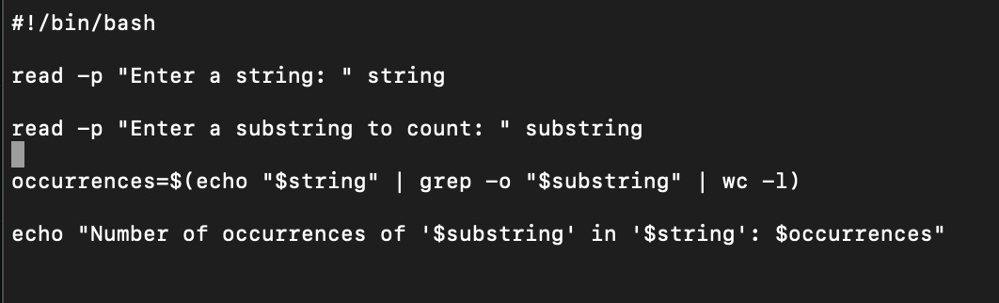 #!/bin/bash
read -p "Enter a string: " string
read -p "Enter a substring to count: " substring
occurrences=$(echo "$string" | grep -o "$substring" | wc -l)
echo "Number of occurrences of '$substring' in '$string': $occurrences"